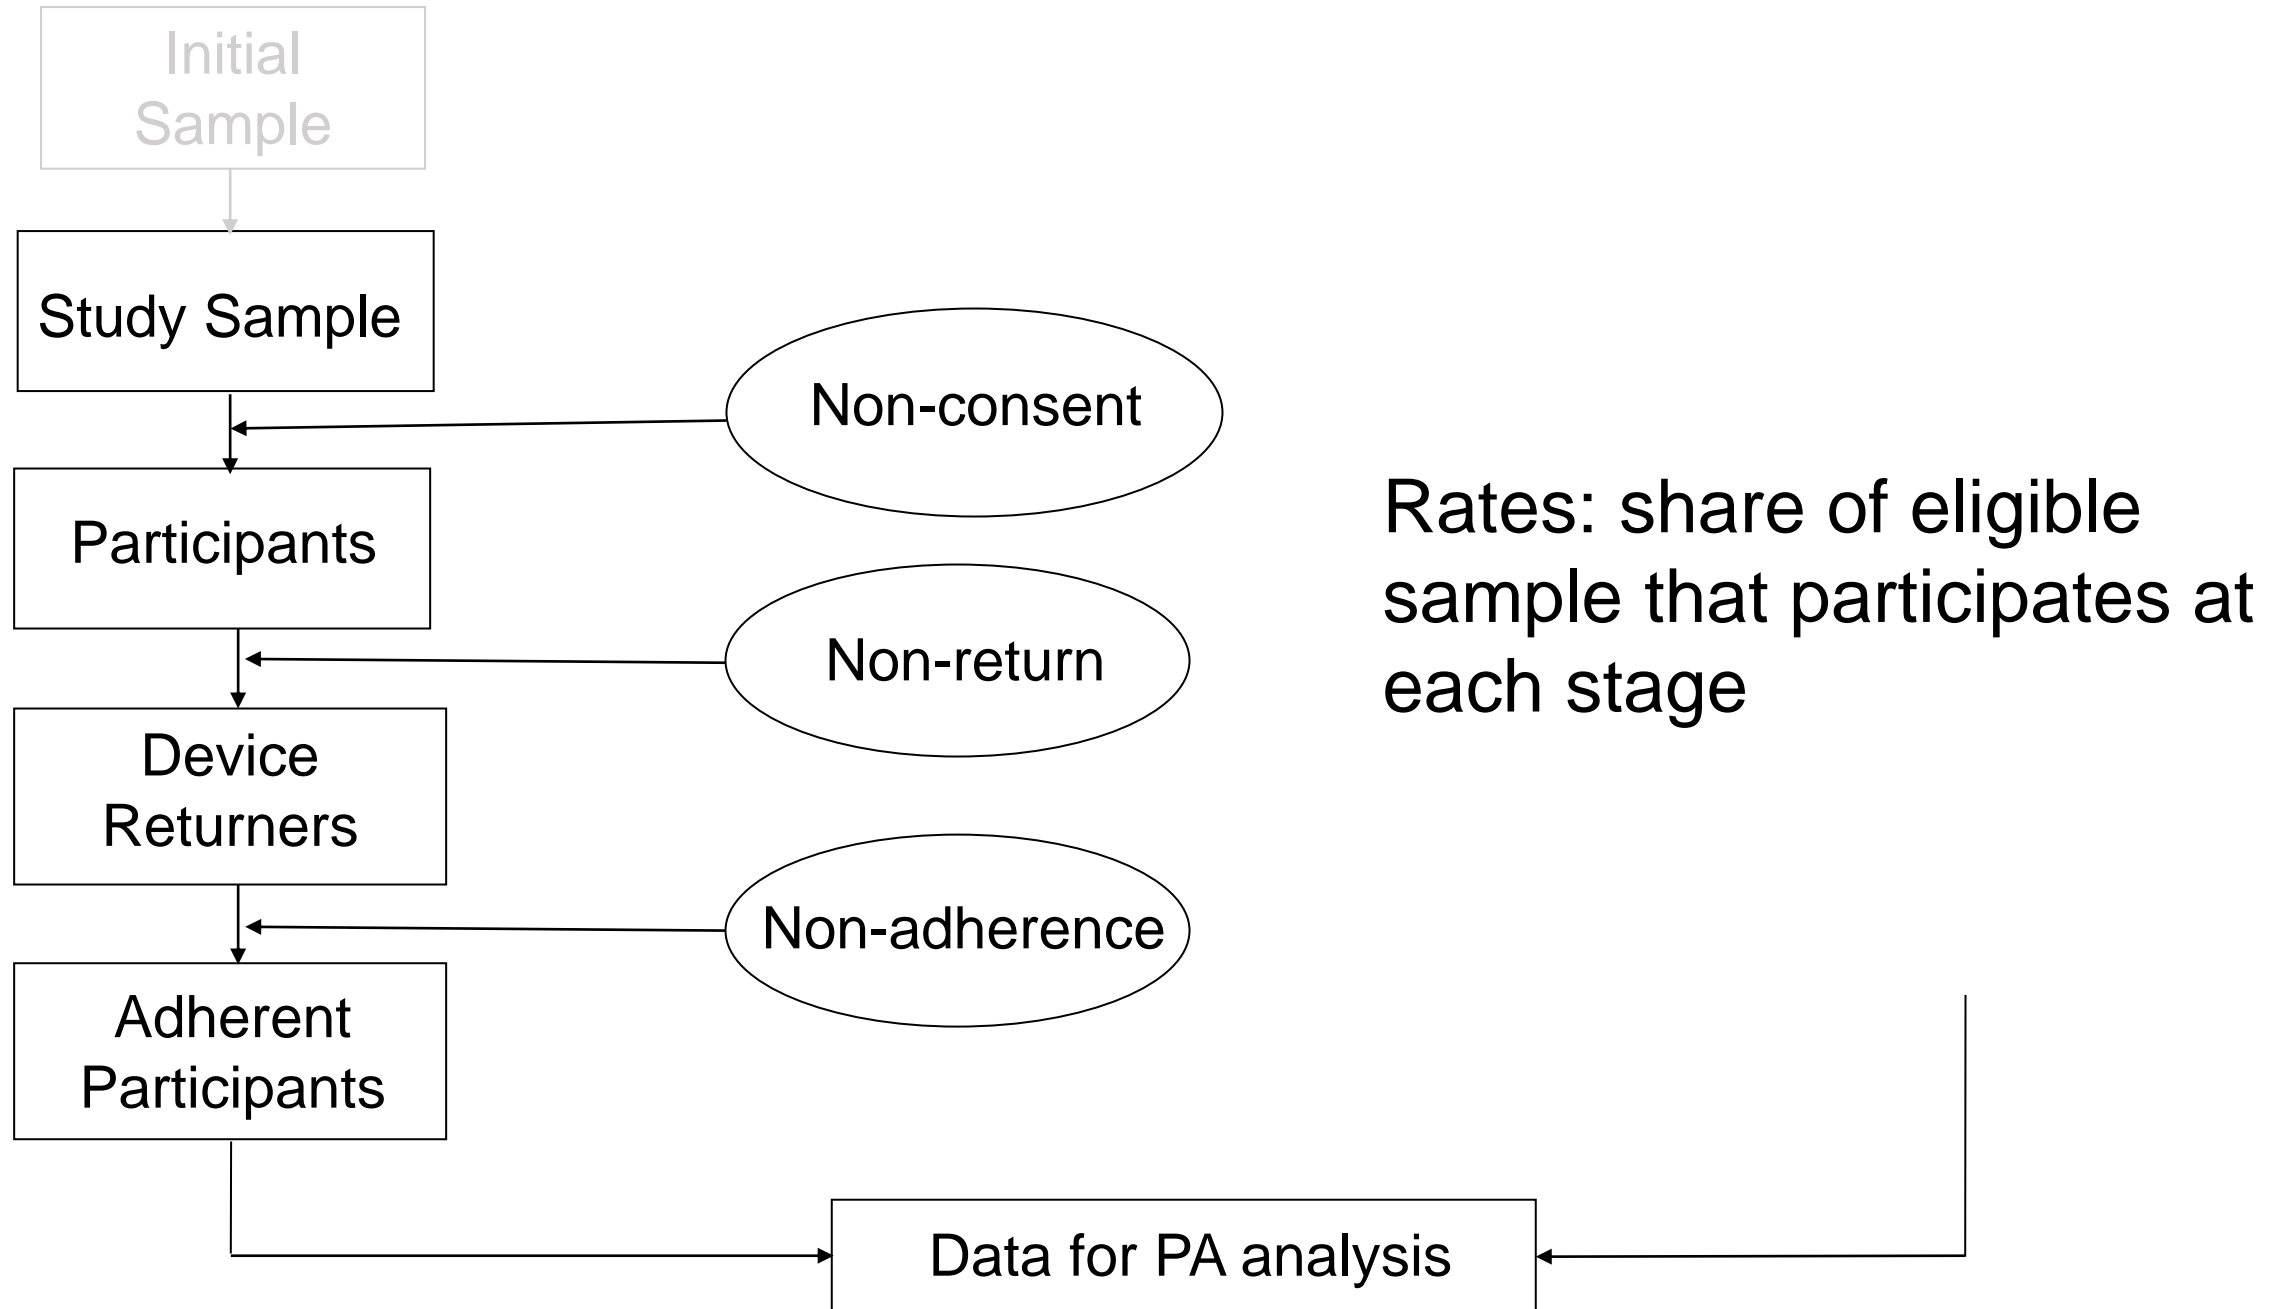 Initial
Sample
Study Sample
Non-consent
Participants
Rates: share of eligible
sample that participates at
each stage
Non-return
Device
Returners
Non-adherence
Adherent
Participants
Data for PA analysis